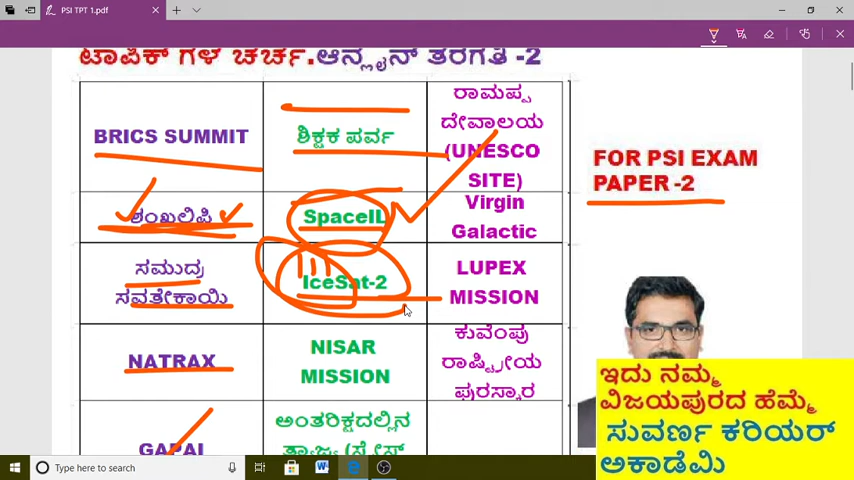 PSI TPT 1.pdf
ಟಾಪಿಕ್ ಗಳ ಚರ್ಚೆ.ಆನ್ಲೈನ್ ತರಗತಿ -2
BRICS SUMMIT
ಶಿಕ್ಷಕ ಪರ್ವ
ರಾಮಪ್ಪ
ದೇವಾಲಯ
(UNESCO
SITE)
ಶಂಖಲಿಪಿ
SpaceIL
Virgin
Galactic
ಸಮುದ್ರ
ಸವತೇಕಾಯಿ
IceSat-2
LUPEX
MISSION
NATRAX
NISAR
MISSION
ಕುವೆಂಪು
ರಾಷ್ಟ್ರೀಯ
ಪುರಸ್ಕಾರ
GAPAI
ಅಂತರಿಕ್ಷದಲ್ಲಿನ
ತ್ಯಾಜ್ಯ (ಸ್ಪೇಸ್
FOR PSI EXAM
PAPER -2
ಇದು ನಮ್ಮ
ವಿಜಯಪುರದ ಹೆಮ್ಮೆ
ಸುವರ್ಣ ಕರಿಯರ್
ಅಕಾಡೆಮಿ
Type here to search